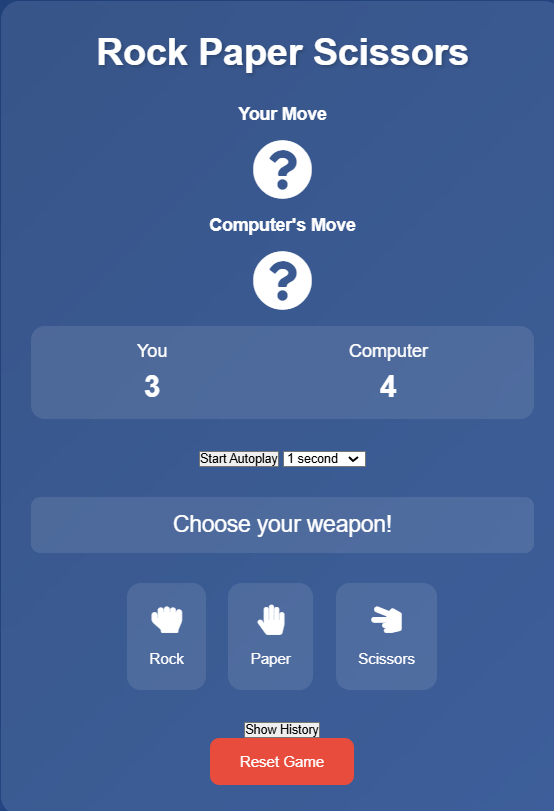 Rock Paper Scissors
Your Move
?
Computer's Move
?
You Computer
3 4
Start Autoplay 1 second
Choose your weapon!
Rock Paper Scissors
Show History
Reset Game